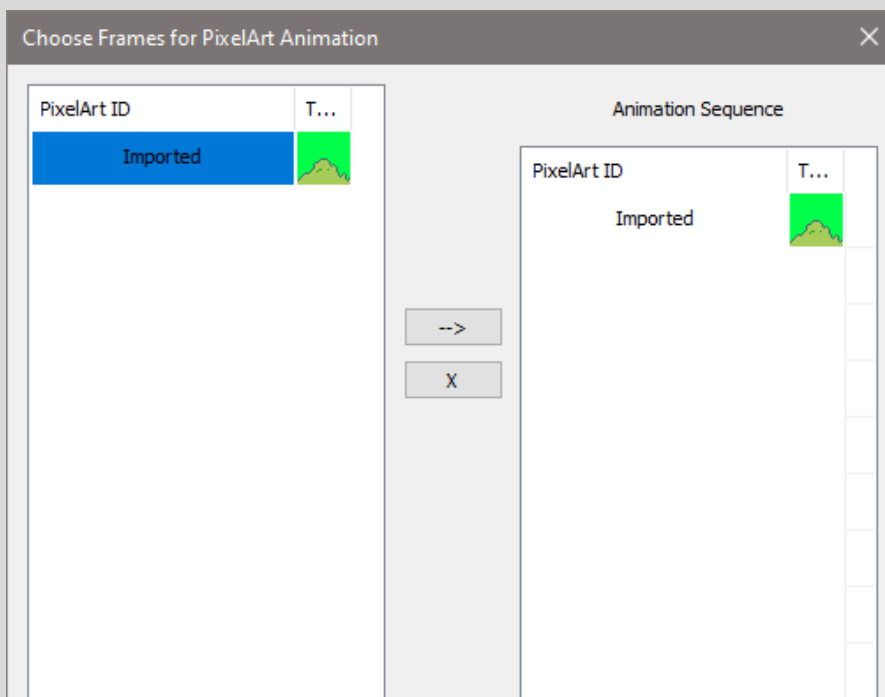 Choose Frames for PixelArt Animation
PixelArt ID T...
Imported
-->
X
Animation Sequence
PixelArt ID T...
Imported